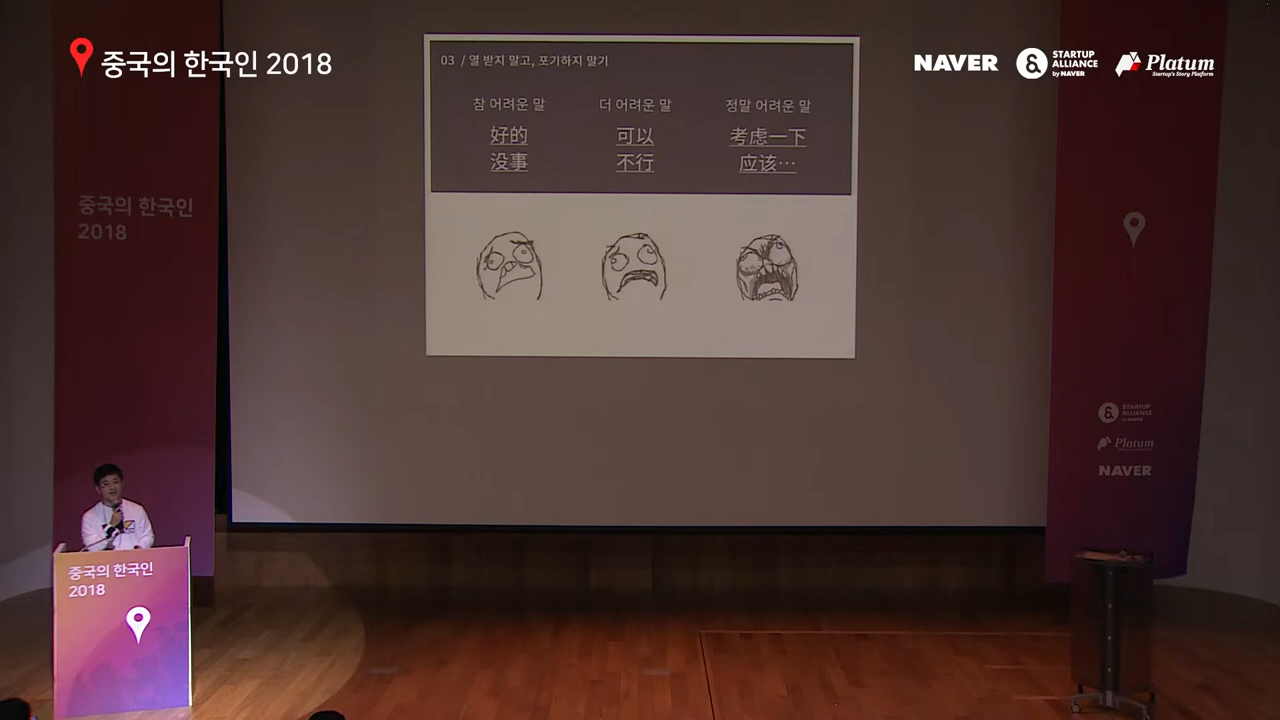 중국의 한국인 2018
NAVER
STARTUP
ALLIANCE
by NAVER
Platum
Startup's Story Platform
03 / 열 받지 말고, 포기하지 말기
참 어려운 말
더 어려운 말
정말 어려운 말
好的
可以
考虑一下
没事
不行
应该…
중국의 한국인
2018
STARTUP
ALLIANCE
Platum
NAVER
중국의 한국인
2018